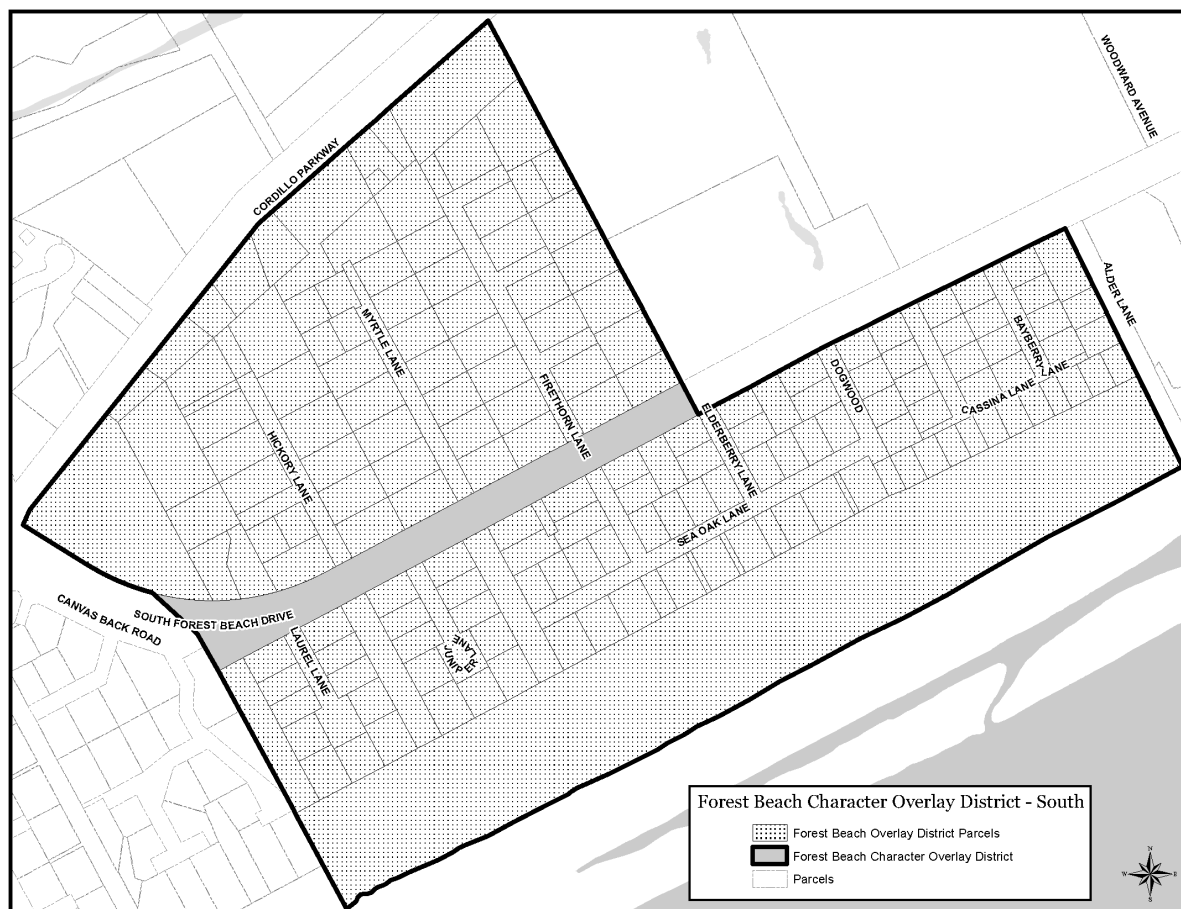 WOODWARD AVENUE
CORDILLO PARKWAY
ALDER LANE
MYRTLE LANE
BAYBERRY
LANE
DOGWOOD
CASSINA LANE
FIRETHORN LANE
ELDERBERRY LANE
HICKORY LANE
SEA OAK LANE
CANVAS BACK ROAD
SOUTH FOREST BEACH DRIVE
LAUREL LANE
JUNIPER LANE
Forest Beach Character Overlay District - South
Forest Beach Overlay District Parcels
Forest Beach Character Overlay District
Parcels
N
W
E
S